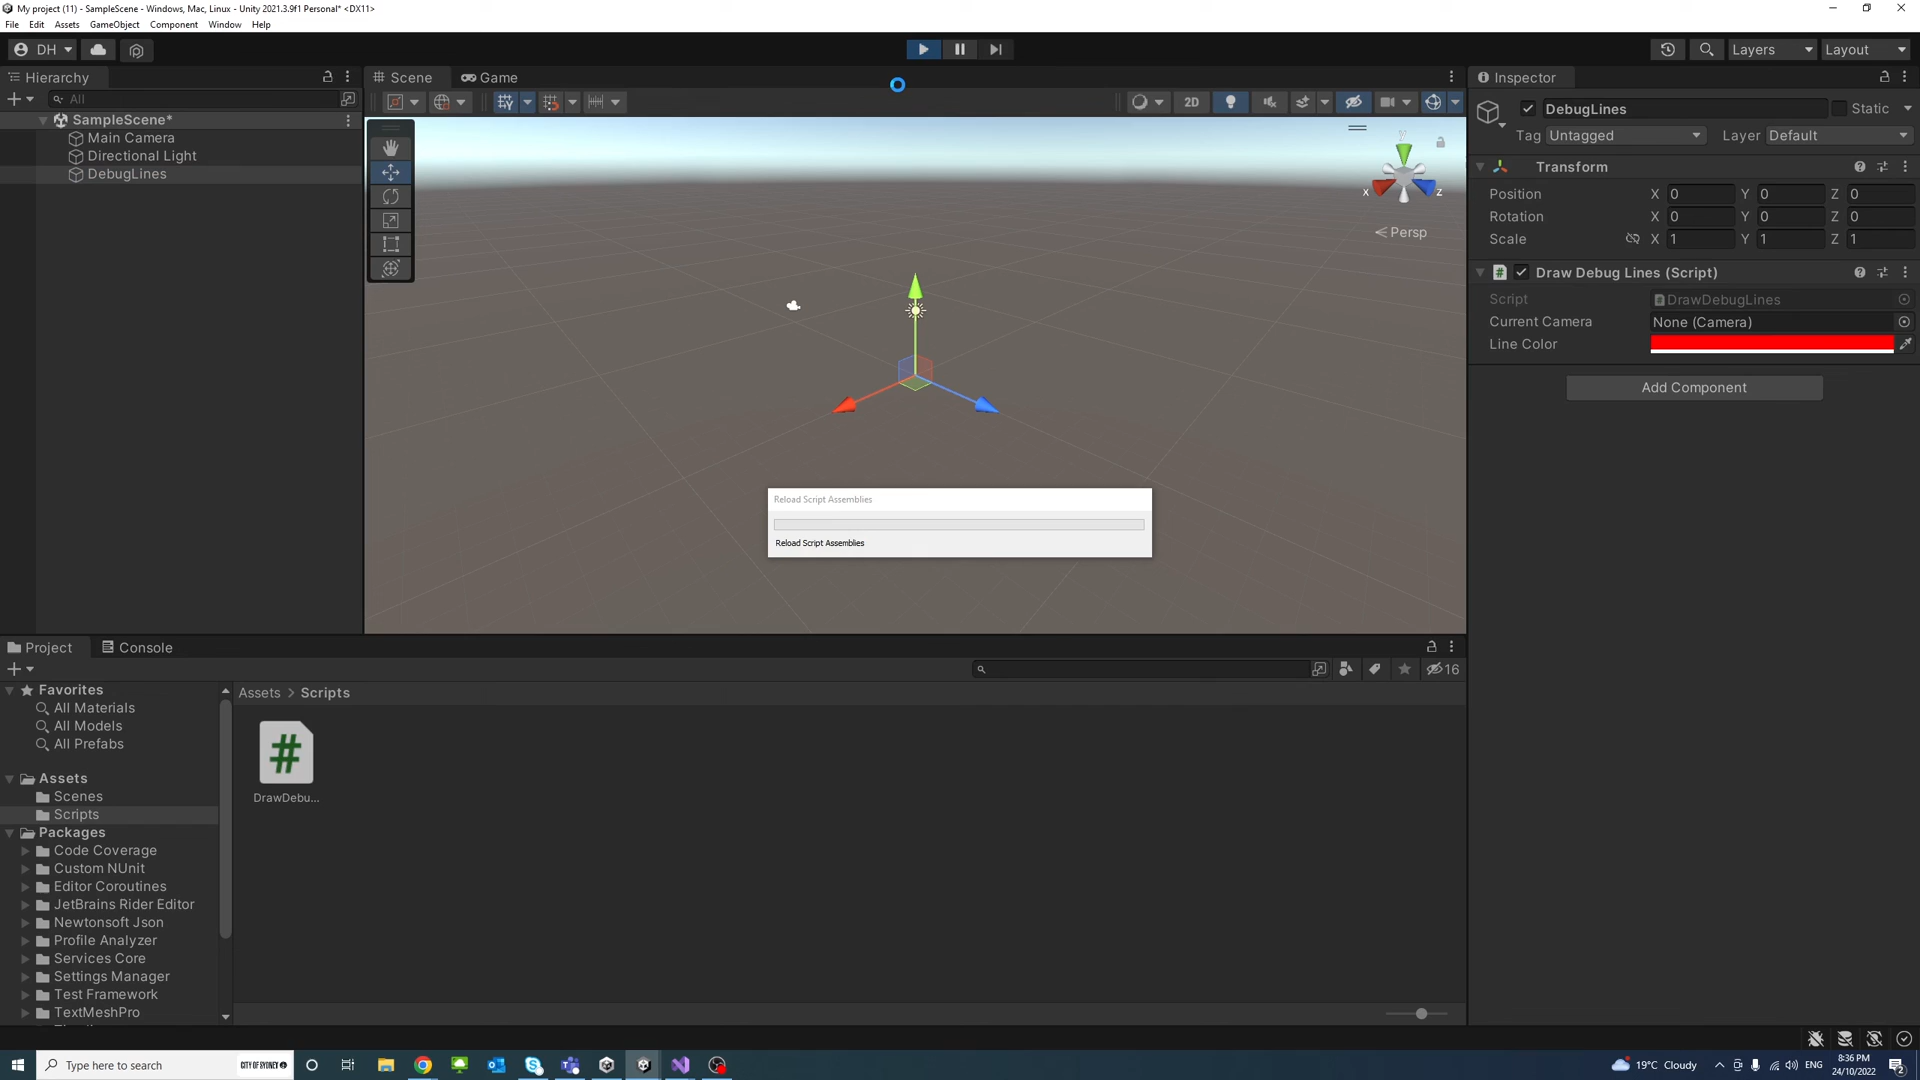 My project (11) - SampleScene - Windows, Mac, Linux - Unity 2021.3.9f1 Personal* <DX11>
File Edit Assets GameObject Component Window Help
DH Layers Layout
Hierarchy
All
SampleScene*
Main Camera
Directional Light
DebugLines
Scene Game
2D
y
x
z
Persp
Reload Script Assemblies
Reload Script Assemblies
Inspector
DebugLines Static
Tag Untagged Layer Default
Transform
Position X 0 Y 0 Z 0
Rotation X 0 Y 0 Z 0
Scale X 1 Y 1 Z 1
# Draw Debug Lines (Script)
Script DrawDebugLines
Current Camera None (Camera)
Line Color
Add Component
Project Console
16
Favorites
All Materials
All Models
All Prefabs
Assets
Scenes
Scripts
Packages
Code Coverage
Custom NUnit
Editor Coroutines
JetBrains Rider Editor
Newtonsoft Json
Profile Analyzer
Services Core
Settings Manager
Test Framework
TextMeshPro
Assets > Scripts
#
DrawDebu...
Type here to search
CITY OF SYDNEY
19°C Cloudy
ENG
8:36 PM
24/10/2022
2